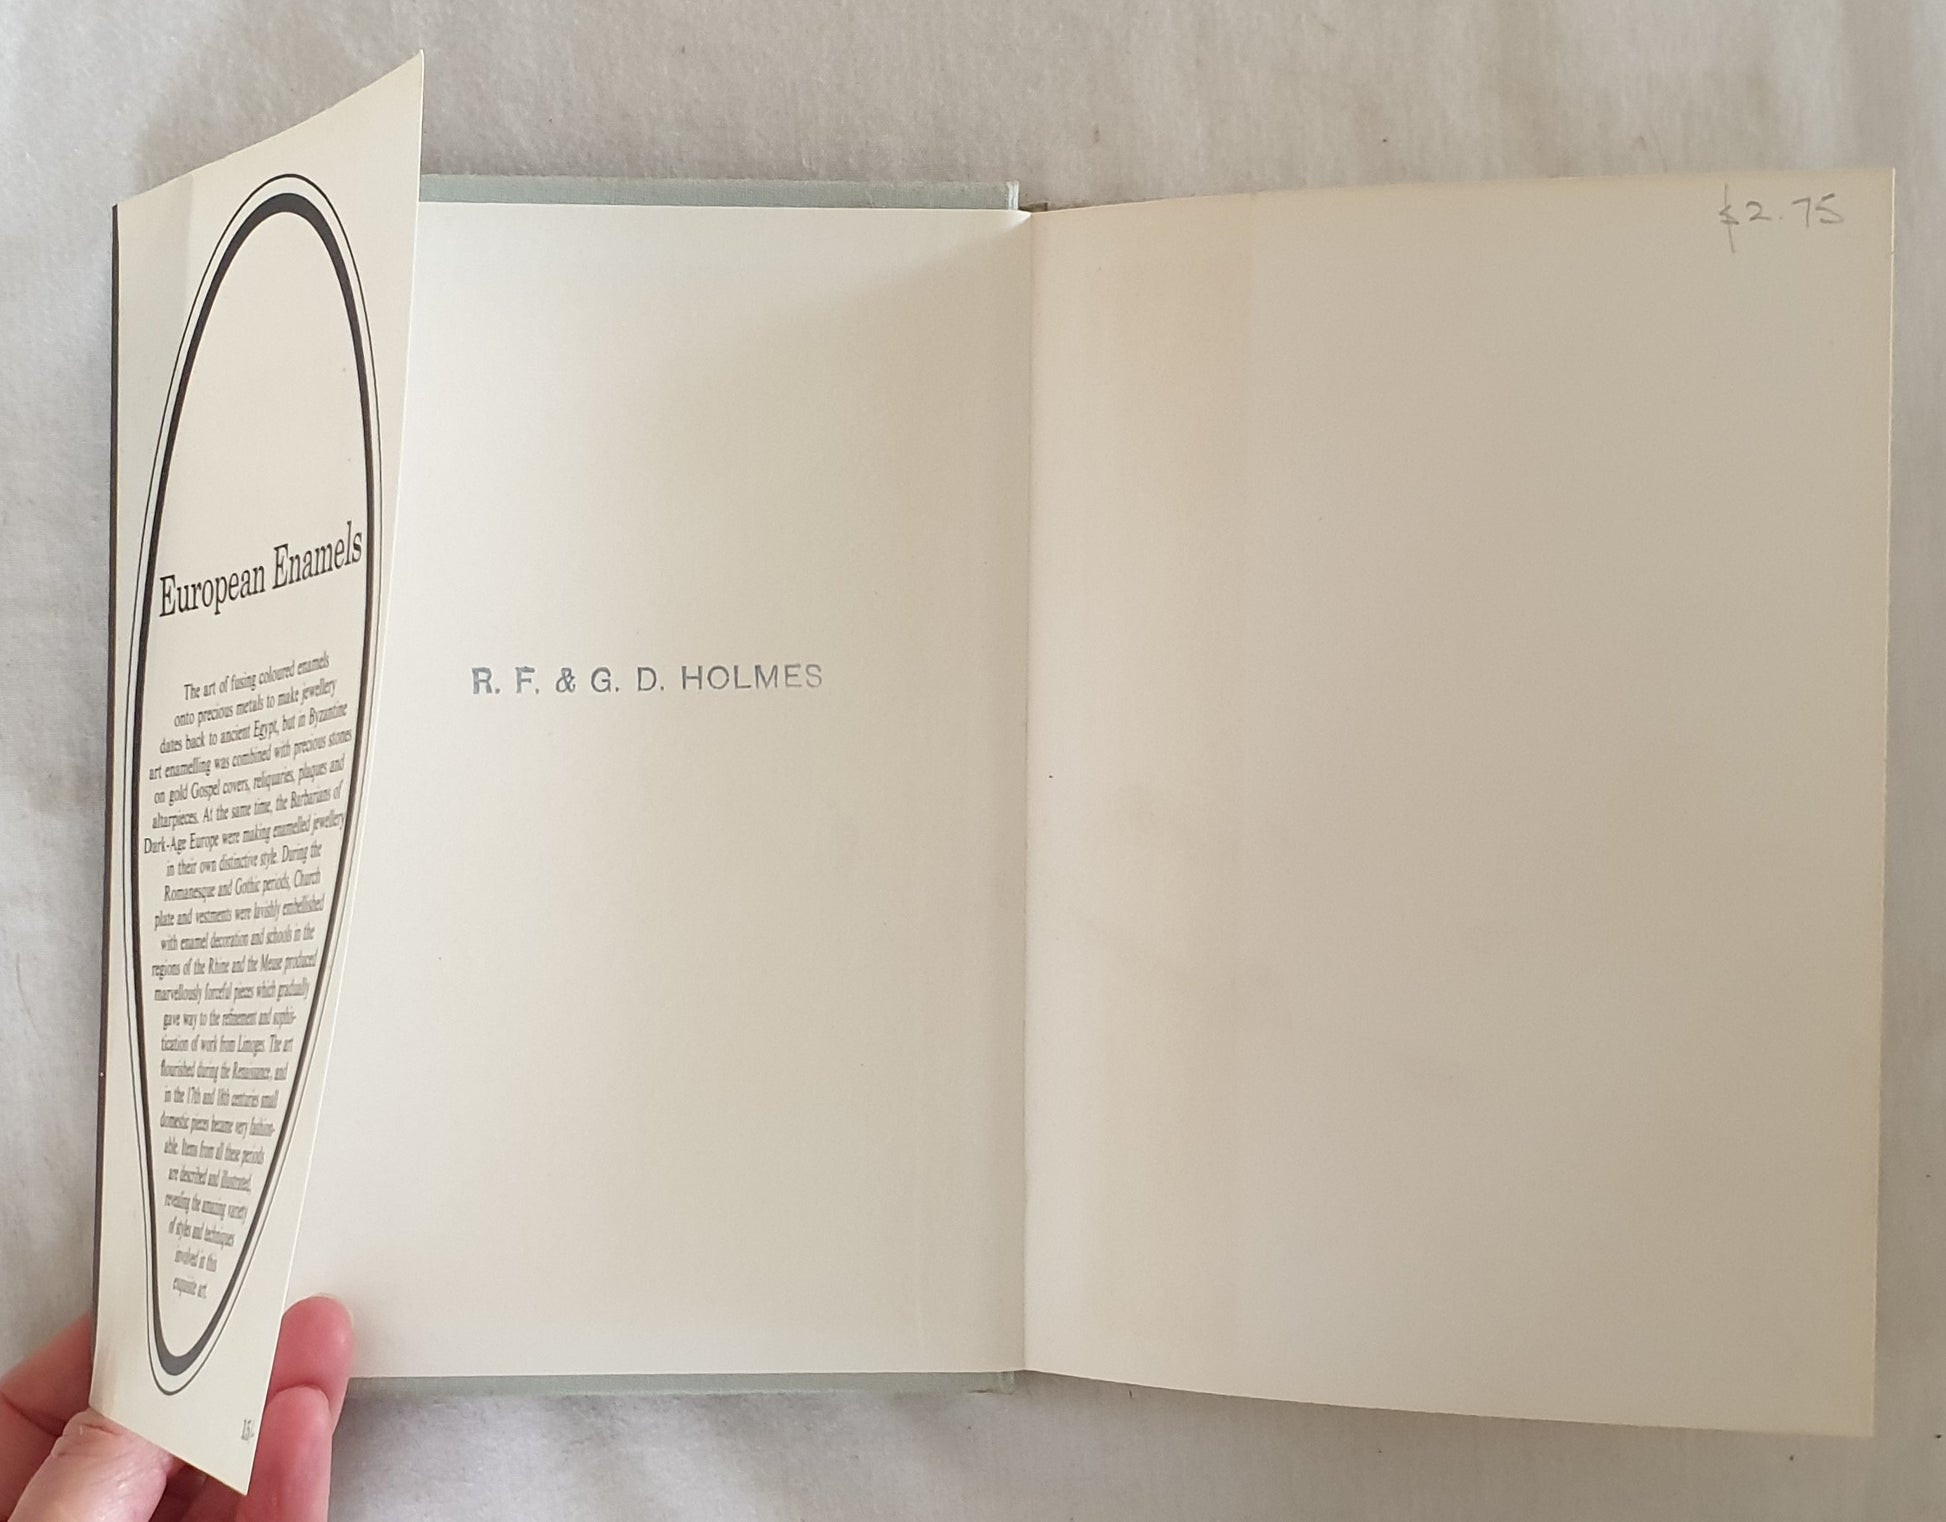 European Enamels
The art of fusing coloured enamels
onto precious metals to make jewellery
dates back to ancient Egypt, but in Byzantine
art enamelling was combined with precious stones
on gold Gospel covers, reliquaries, plaques and
altarpieces. At the same time, the Barbarians of
Dark-Age Europe were making enamelled jewellery
in their own distinctive style. During the
Romanesque and Gothic periods, Church
plate and vestments were lavishly embellished
with enamel decoration and schools in the
regions of the Rhine and the Meuse produced
marvellously forceful pieces which gradually
gave way to the refinement and sophis-
tication of work from Limoges. The art
flourished during the Renaissance, and
in the 17th and 18th centuries small
domestic pieces became very fashion-
able. Items from all these periods
are described and illustrated,
revealing the amazing variety
of styles and techniques
involved in this
exquisite art.
15/-
R. F. & G. D. HOLMES
$2.75